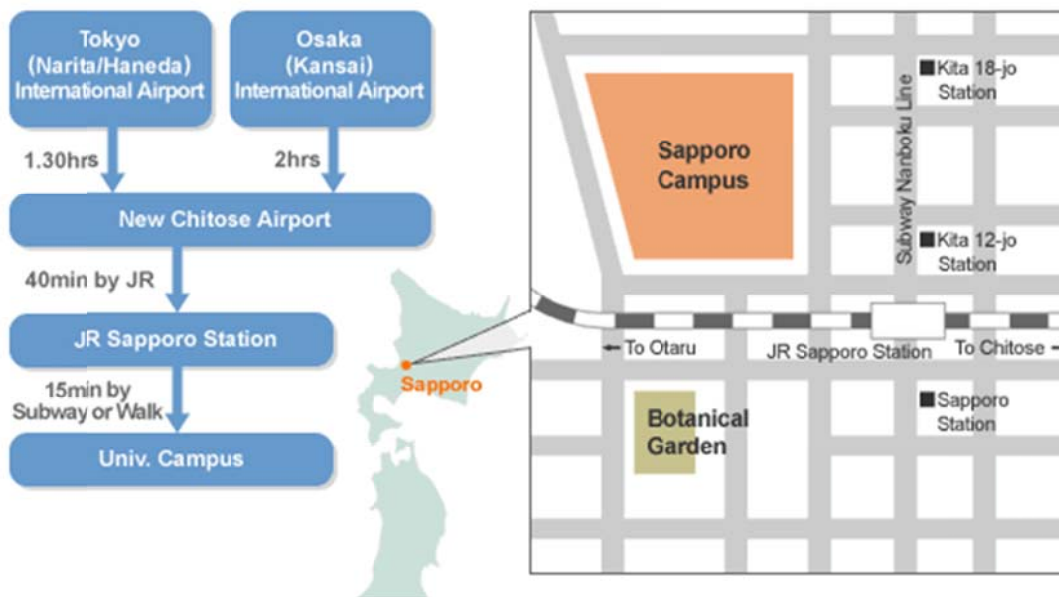 Tokyo
(Narita/Haneda)
International Airport
Osaka
(Kansai)
International Airport
1.30hrs
2hrs
New Chitose Airport
40min by JR
JR Sapporo Station
15min by
Subway or Walk
Univ. Campus
Sapporo
Sapporo
Campus
Subway Nanboku Line
Kita 18-jo
Station
Kita 12-jo
Station
To Otaru
JR Sapporo Station
To Chitose
Botanical
Garden
Sapporo
Station